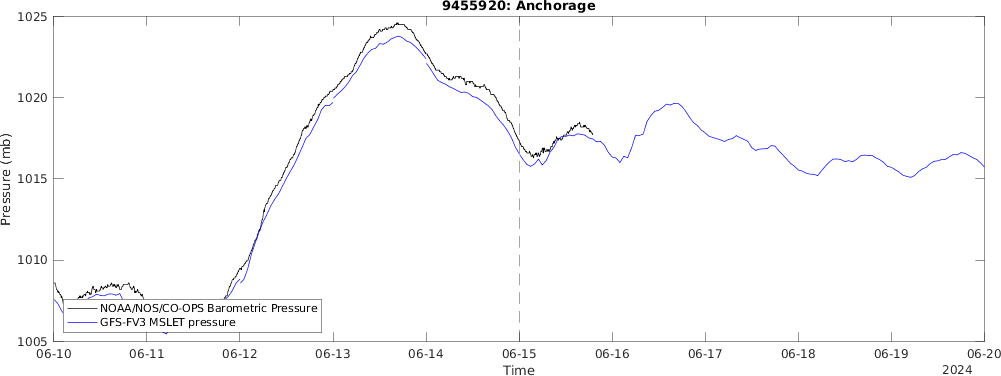 9455920: Anchorage
Pressure (mb)
1025
1020
1015
1010
1005
NOAA/NOS/CO-OPS Barometric Pressure
GFS-FV3 MSLET pressure
06-10 06-11 06-12 06-13 06-14 06-15 06-16 06-17 06-18 06-19 06-20
Time
2024